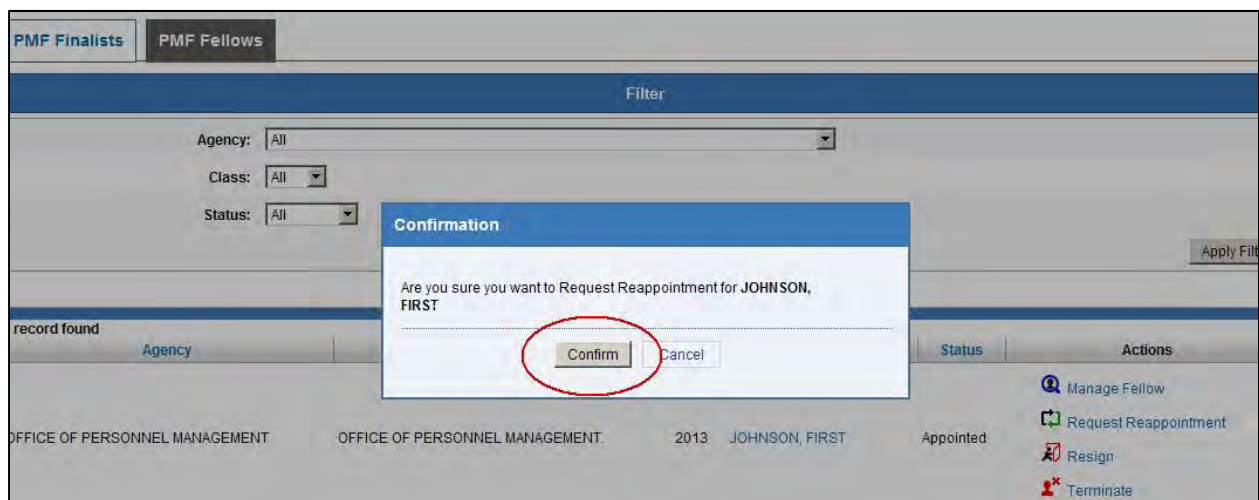 PMF Finalists PMF Fellows
Filter
Agency: All
Class: All
Status: All
Confirmation
Apply Filt
Are you sure you want to Request Reappointment for JOHNSON,
FIRST
record found
Confirm Cancel
Agency Status Actions
Manage Fellow
Request Reappointment
OFFICE OF PERSONNEL MANAGEMENT OFFICE OF PERSONNEL MANAGEMENT. 2013 JOHNSON, FIRST Appointed
Resign
Terminate